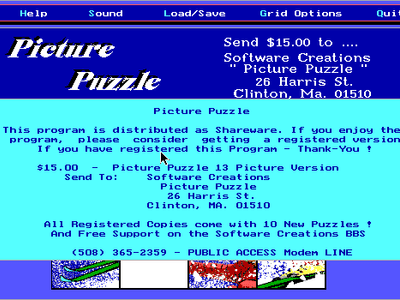 Help Sound Load/Save Grid Options Quit
Picture
Puzzle
Send $15.00 to ....
Software Creations
" Picture Puzzle "
26 Harris St.
Clinton, Ma. 01510
Picture Puzzle
This program is distributed as Shareware. If you enjoy the
program, please consider getting a registered version
If you have registered this Program - Thank-You !
$15.00 - Picture Puzzle 13 Picture Version
Send To: Software Creations
Picture Puzzle
26 Harris St.
Clinton, MA. 01510
All Registered Copies come with 10 New Puzzles !
And Free Support on the Software Creations BBS
(508) 365-2359 - PUBLIC ACCESS Modem LINE